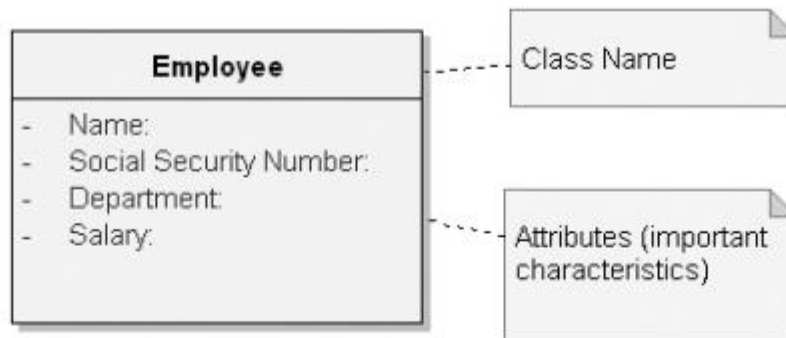 Employee
Class Name
- Name:
- Social Security Number:
- Department:
- Salary:
Attributes (important
characteristics)